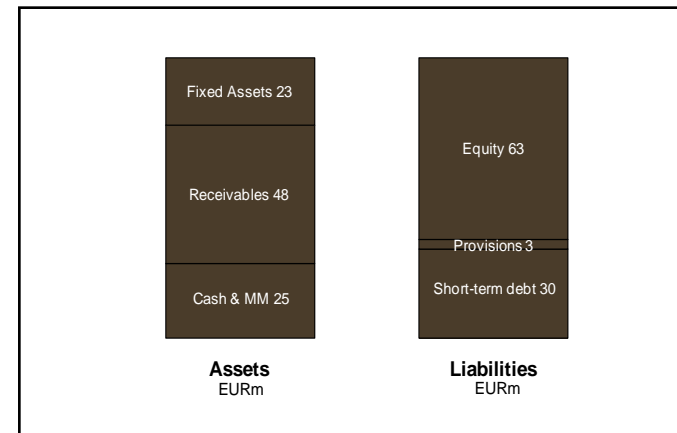 Fixed Assets 23
Receivables 48
Cash & MM 25
Assets
EURm
Equity 63
Provisions 3
Short-term debt 30
Liabilities
EURm